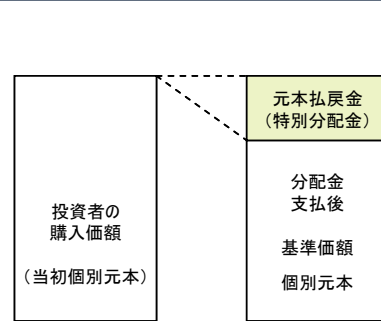 投資者の
購入価額
（当初個別元本）
元本払戻金
（特別分配金）
分配金
支払後
基準価額
個別元本